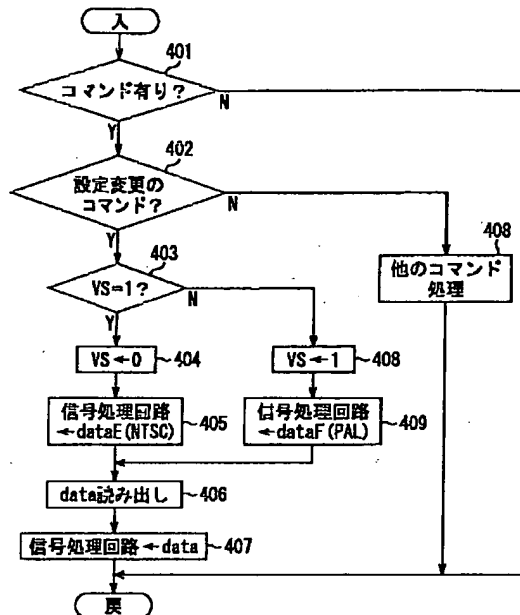 入
401
コマンド有り?
N
Y
402
設定変更の
コマンド?
N
Y
403
VS=1?
N
Y
408
他のコマンド
処理
VS←0
404
VS←1
408
信号処理回路
←dataE(NTSC)
405
信号処理回路
←dataF(PAL)
409
data読み出し
406
信号処理回路←data
407
戻